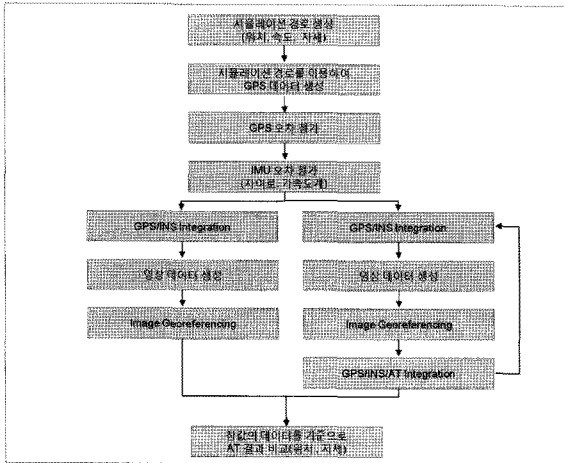 시뮬레이션 경로 생성
(위치, 속도, 자세)
시뮬레이션 경로를 이용하여
GPS 데이터 생성
GPS 오차 첨가
IMU 오차 첨가
(자이로, 가속도계)
GPS/INS Integration
GPS/INS Integration
영상 데이터 생성
영상 데이터 생성
Image Georeferencing
Image Georeferencing
GPS/INS/AT Integration
참값의 데이터를 기준으로
AT 결과 비교(위치, 자세)